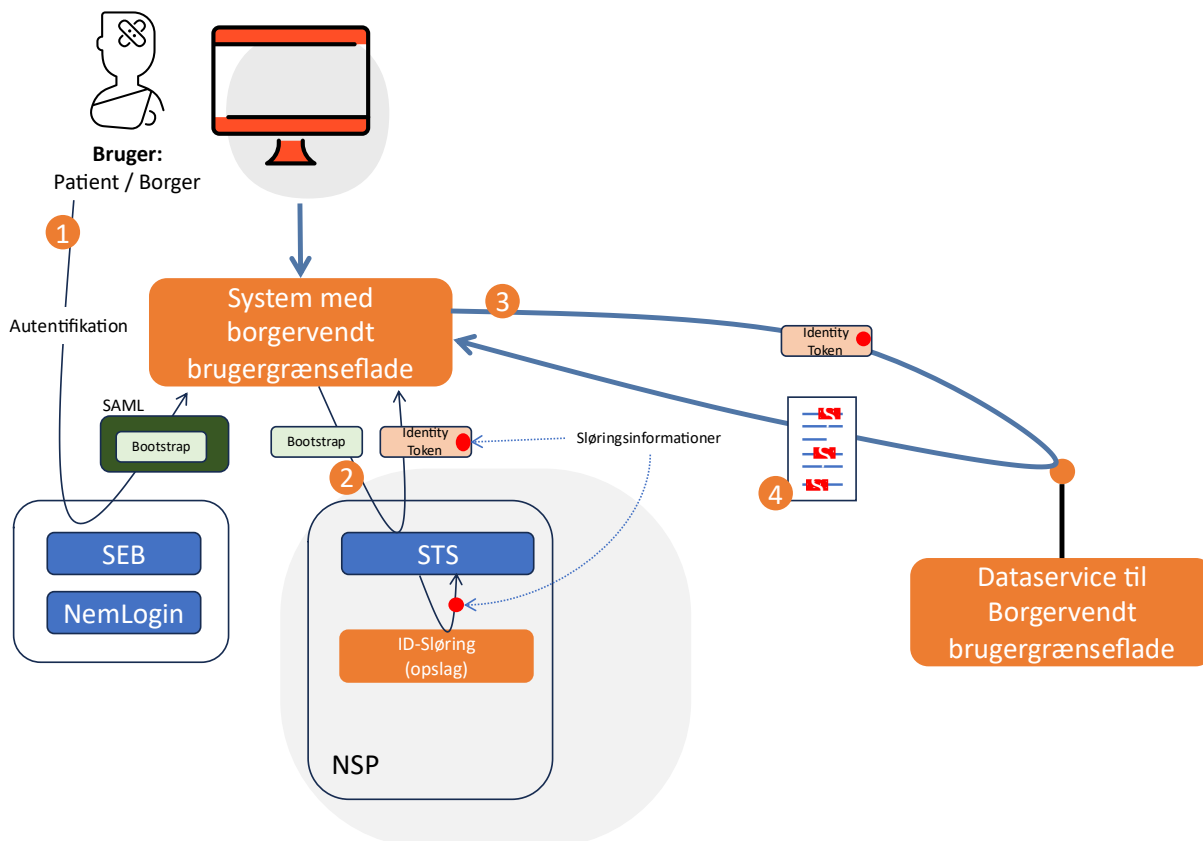 Bruger:
Patient / Borger
1
Autentifikation
System med
borgervendt
brugergrænseflade
3
Identity
Token
SAML
Bootstrap
Bootstrap
Identity
Token
Sløringsinformationer
2
S
S
S
4
SEB
NemLogin
STS
ID-Sløring
(opslag)
NSP
Dataservice til
Borgervendt
brugergrænseflade